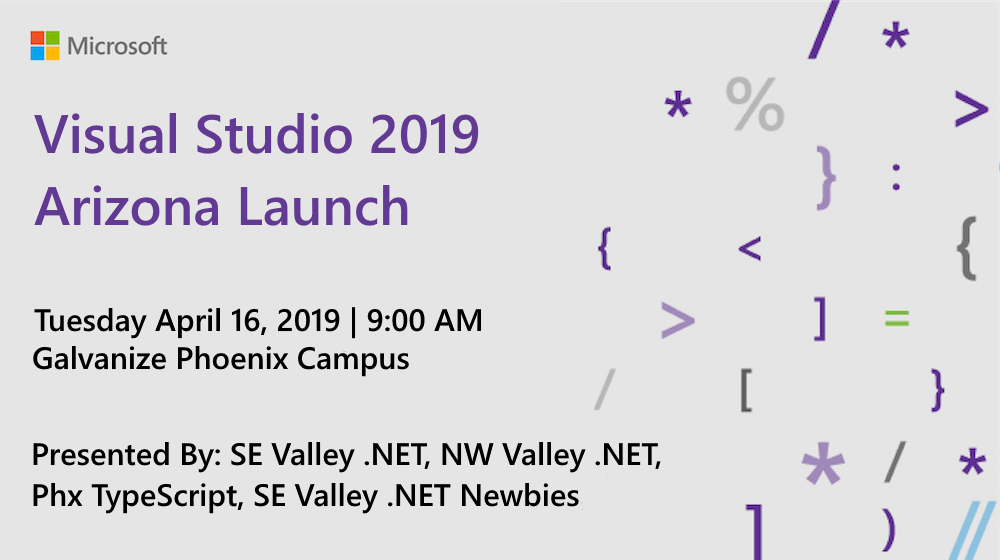 Microsoft
Visual Studio 2019
Arizona Launch
Tuesday April 16, 2019 | 9:00 AM
Galvanize Phoenix Campus
Presented By: SE Valley .NET, NW Valley .NET,
Phx TypeScript, SE Valley .NET Newbies
/ *
* % >
} :
{ < {
> ] =
/ [ }
* / *
] ) //